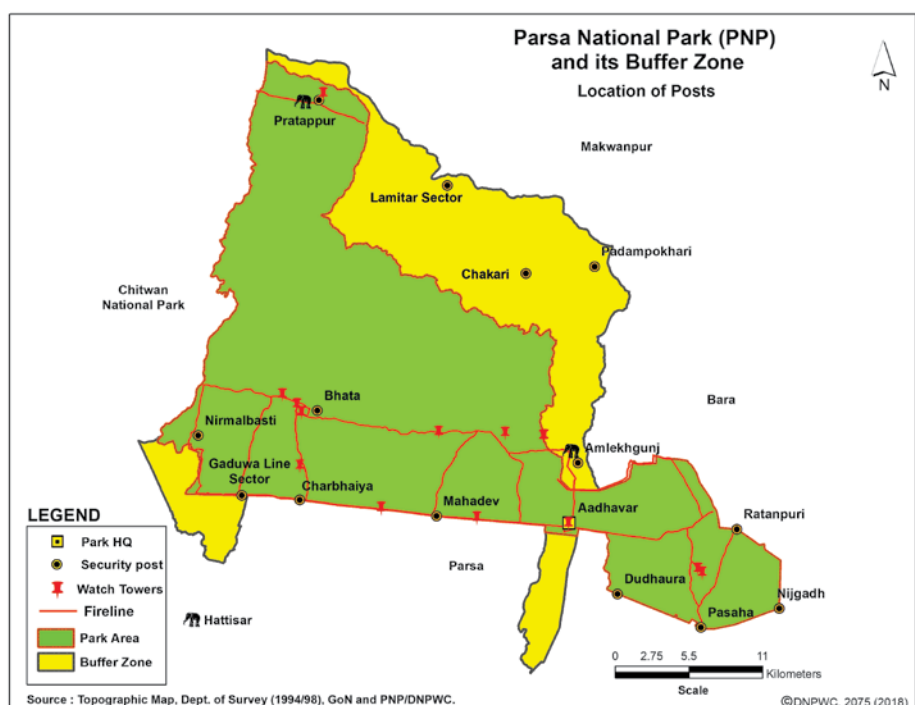 Parsa National Park (PNP)
and its Buffer Zone
Location of Posts
N
Pratappur
Makwanpur
Lamitar Sector
Padampokhari
Chakari
Chitwan
National Park
Bhata
Bara
Nirmalbasti
Amlekhgunj
Gaduwa Line
Sector
Charbhaiya
Mahadev
Aadhavar
Ratanpuri
Parsa
Dudhaura
Nijgadh
Pasaha
LEGEND
Park HQ
Security post
Watch Towers
Fireline
Park Area
Buffer Zone
Hattisar
0 2.75 5.5 11
Kilometers
Scale
Source : Topographic Map, Dept. of Survey (1994/98), GoN and PNP/DNPWC.
©DNPWC, 2075 (2018)